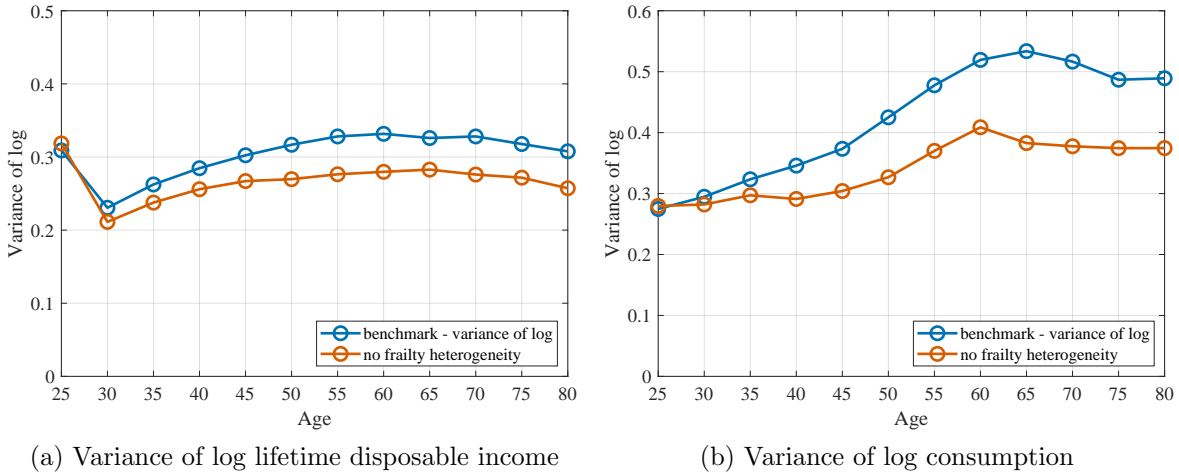 0.5
0.4
0.3
0.2
0.1
0
Variance of log
25 30 35 40 45 50 55 60 65 70 75 80
Age
benchmark - variance of log
no frailty heterogeneity
(a) Variance of log lifetime disposable income
0.6
0.5
0.4
0.3
0.2
0.1
0
Variance of log
25 30 35 40 45 50 55 60 65 70 75 80
Age
benchmark - variance of log
no frailty heterogeneity
(b) Variance of log consumption